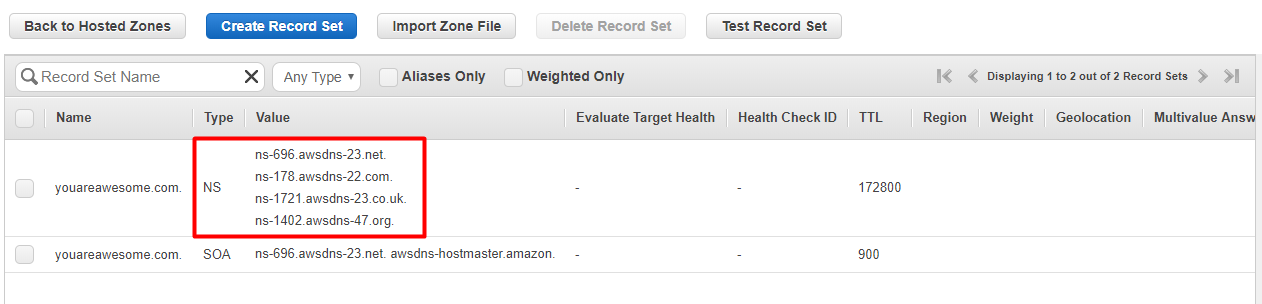 Back to Hosted Zones Create Record Set Import Zone File Delete Record Set Test Record Set
Record Set Name Any Type Aliases Only Weighted Only Displaying 1 to 2 out of 2 Record Sets
Name Type Value Evaluate Target Health Health Check ID TTL Region Weight Geolocation Multivalue Answ
ns-696.awsdns-23.net.
ns-178.awsdns-22.com.
youareawesome.com. NS - - 172800
ns-1721.awsdns-23.co.uk.
ns-1402.awsdns-47.org.
youareawesome.com. SOA ns-696.awsdns-23.net. awsdns-hostmaster.amazon. - - 900